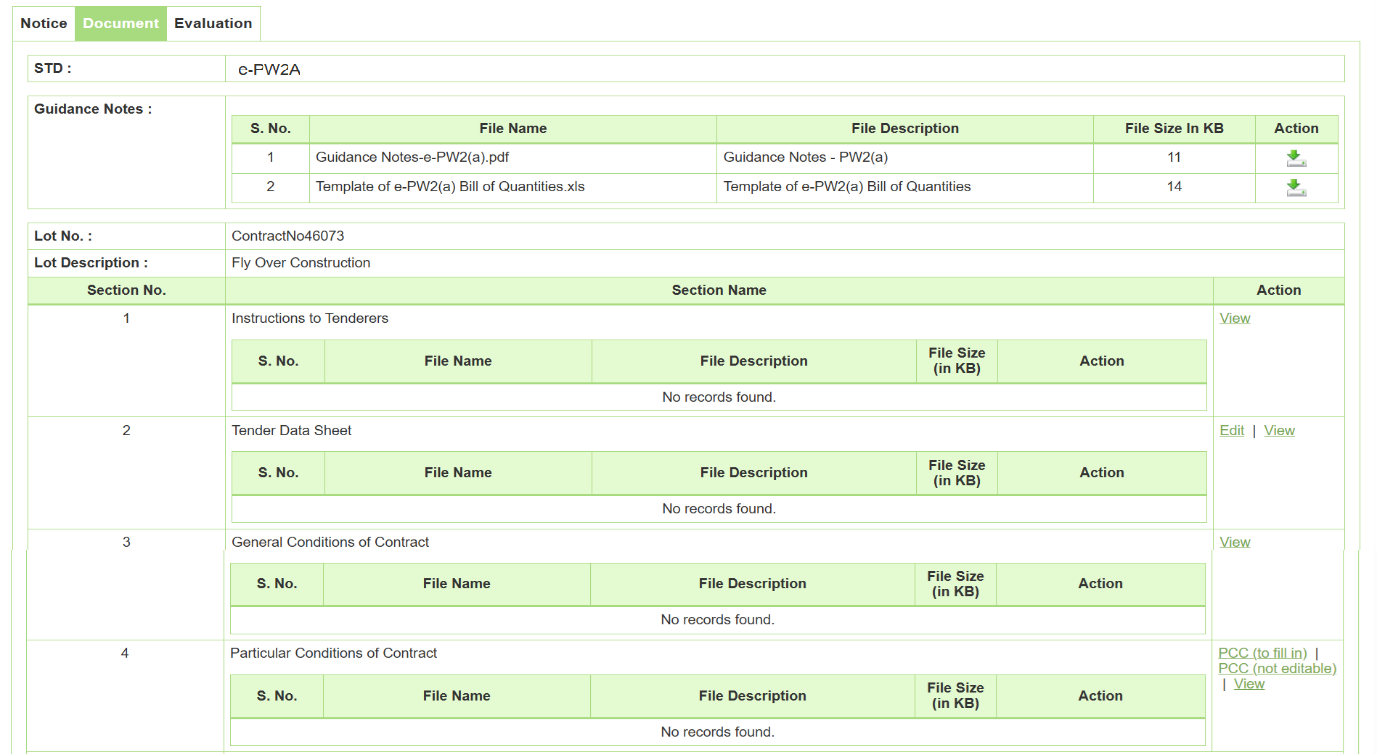 Notice Document Evaluation
STD : e-PW2A
Guidance Notes :
S. No. File Name File Description File Size In KB Action
1 Guidance Notes-e-PW2(a).pdf Guidance Notes - PW2(a) 11
2 Template of e-PW2(a) Bill of Quantities.xls Template of e-PW2(a) Bill of Quantities 14
Lot No. : ContractNo46073
Lot Description : Fly Over Construction
Section No. Section Name Action
1 Instructions to Tenderers View
S. No. File Name File Description File Size (in KB) Action
No records found.
2 Tender Data Sheet Edit | View
S. No. File Name File Description File Size (in KB) Action
No records found.
3 General Conditions of Contract View
S. No. File Name File Description File Size (in KB) Action
No records found.
4 Particular Conditions of Contract PCC (to fill in) |
PCC (not editable)
| View
S. No. File Name File Description File Size (in KB) Action
No records found.